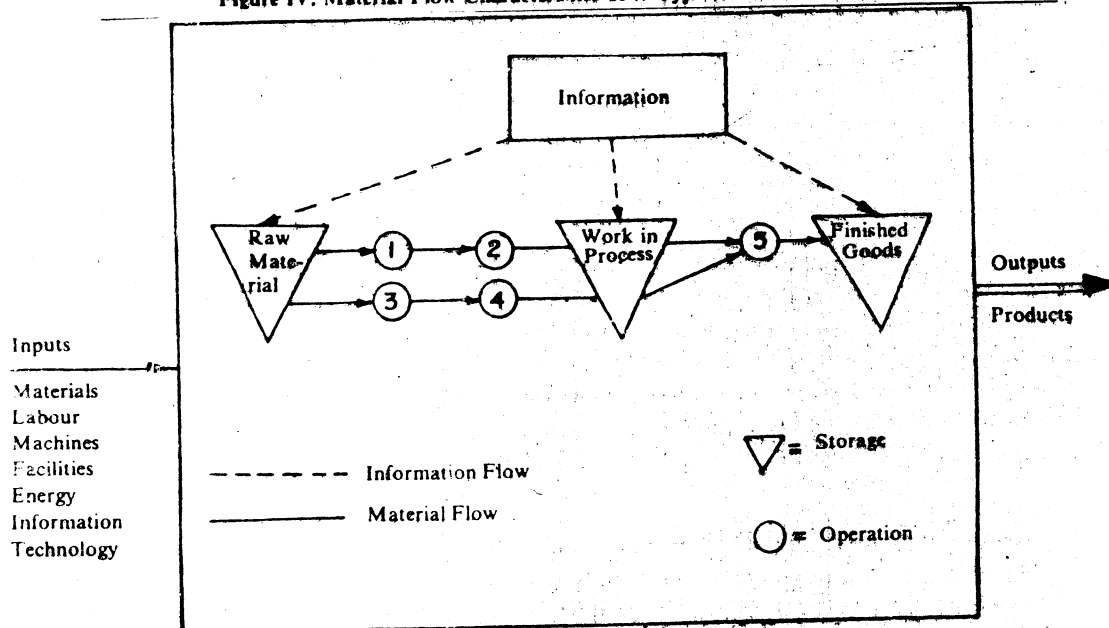 Figure IV: Material Flow
Information
Raw
Mate-
rial
1
2
3
4
Work in
Process
5
Finished
Goods
Outputs
Products
Inputs
Materials
Labour
Machines
Facilities
Energy
Information
Technology
Information Flow
Material Flow
= Storage
= Operation